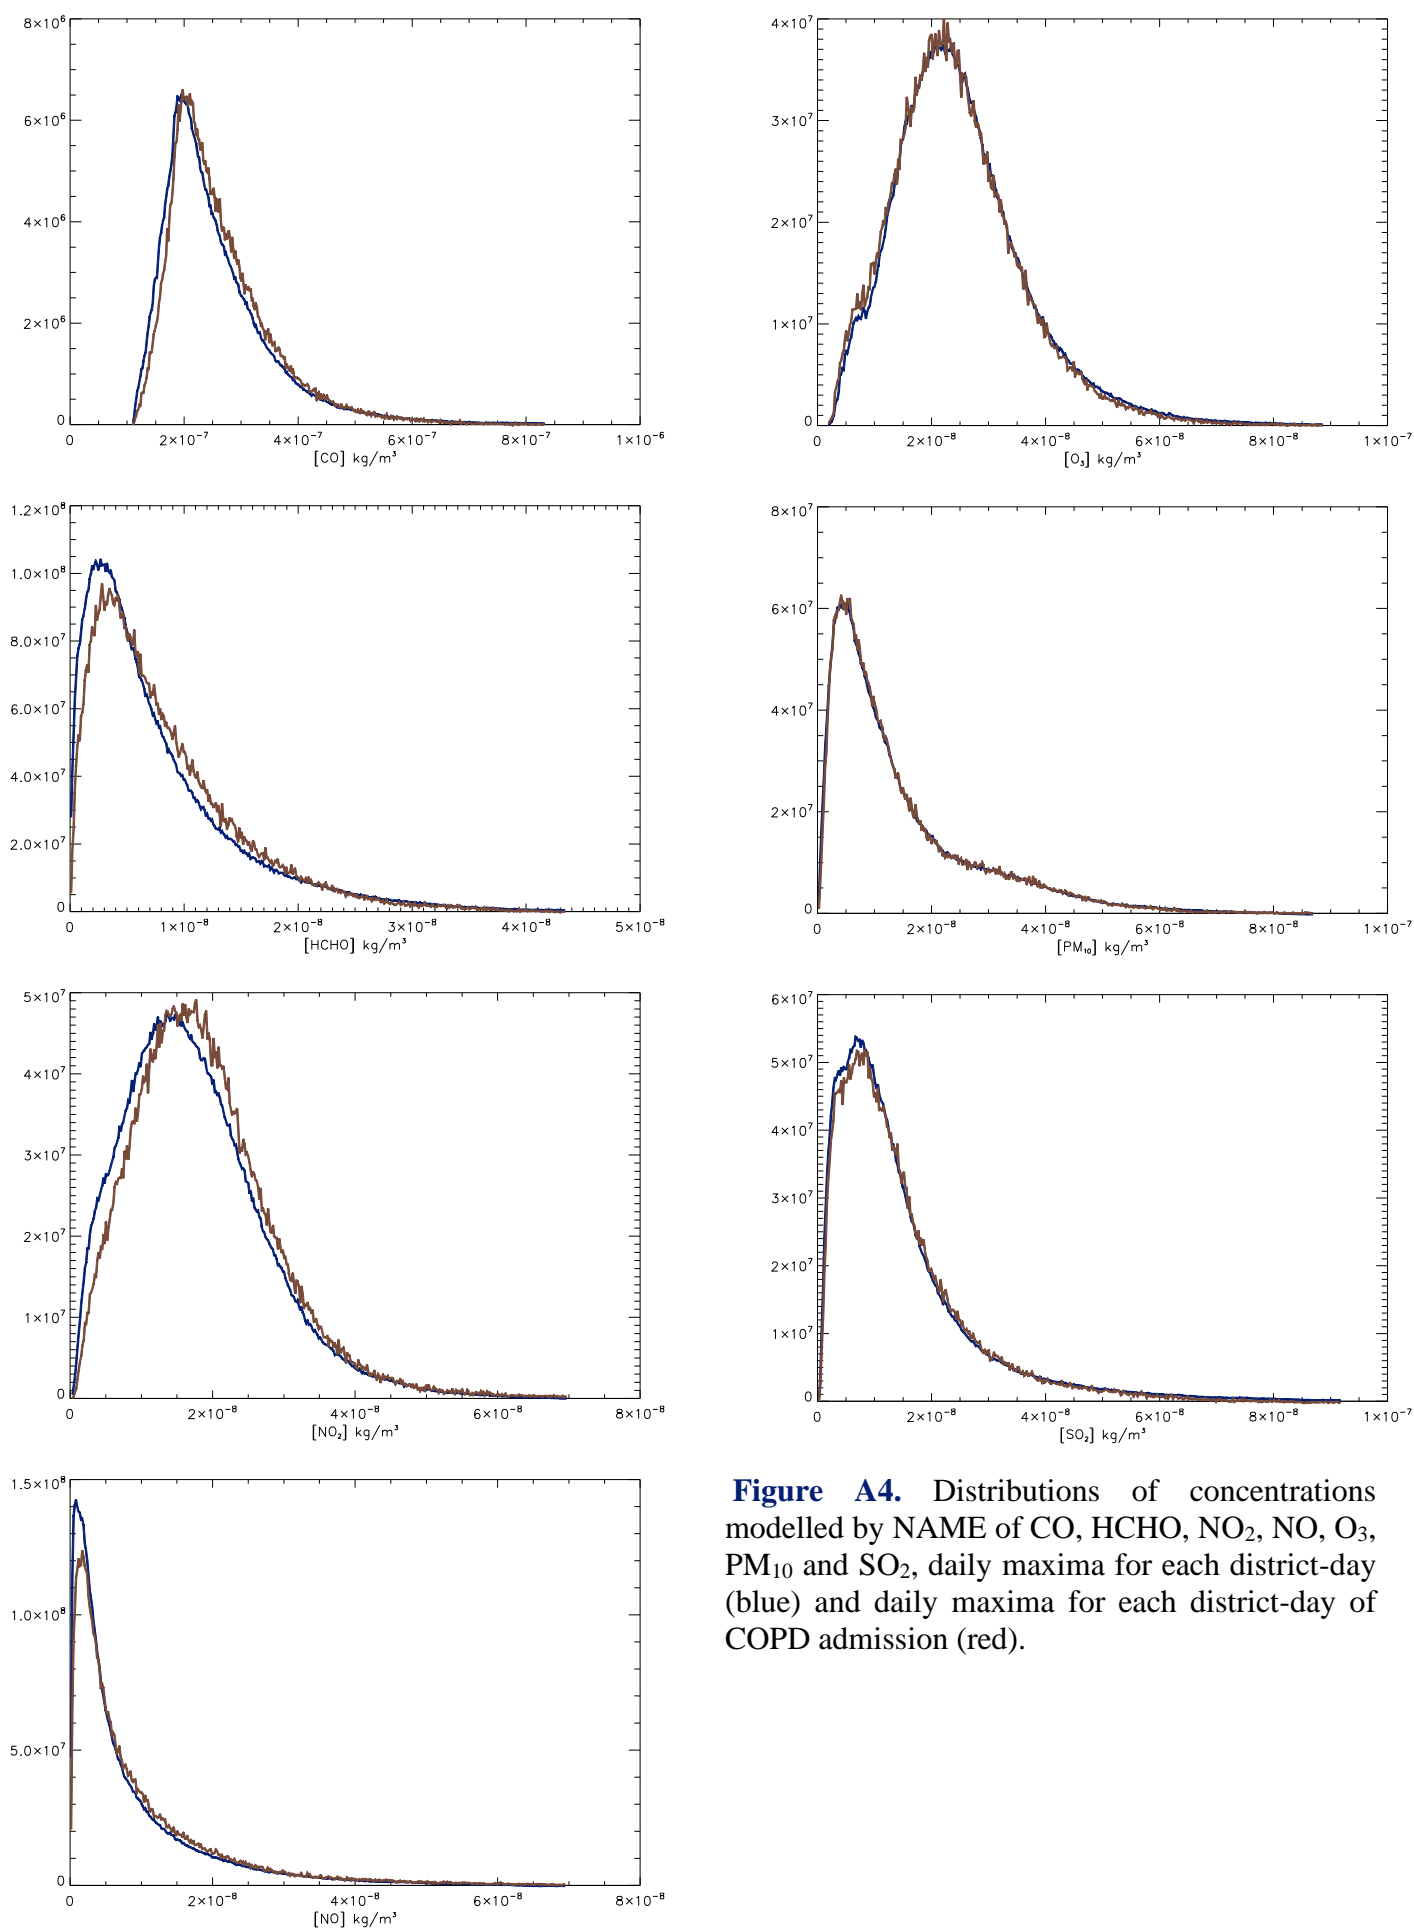 8×10⁶
6×10⁶
4×10⁶
2×10⁶
0
0 2×10⁻⁷ 4×10⁻⁷ 6×10⁻⁷ 8×10⁻⁷ 1×10⁻⁶
[CO] kg/m³
4×10⁷
3×10⁷
2×10⁷
1×10⁷
0
0 2×10⁻⁸ 4×10⁻⁸ 6×10⁻⁸ 8×10⁻⁸ 1×10⁻⁷
[O₃] kg/m³
1.2×10⁸
1.0×10⁸
8.0×10⁷
6.0×10⁷
4.0×10⁷
2.0×10⁷
0
0 1×10⁻⁸ 2×10⁻⁸ 3×10⁻⁸ 4×10⁻⁸ 5×10⁻⁸
[HCHO] kg/m³
8×10⁷
6×10⁷
4×10⁷
2×10⁷
0
0 2×10⁻⁸ 4×10⁻⁸ 6×10⁻⁸ 8×10⁻⁸ 1×10⁻⁷
[PM₁₀] kg/m³
5×10⁷
4×10⁷
3×10⁷
2×10⁷
1×10⁷
0
0 2×10⁻⁸ 4×10⁻⁸ 6×10⁻⁸ 8×10⁻⁸
[NO₂] kg/m³
6×10⁷
5×10⁷
4×10⁷
3×10⁷
2×10⁷
1×10⁷
0
0 2×10⁻⁸ 4×10⁻⁸ 6×10⁻⁸ 8×10⁻⁸ 1×10⁻⁷
[SO₂] kg/m³
1.5×10⁸
1.0×10⁸
5.0×10⁷
0
0 2×10⁻⁸ 4×10⁻⁸ 6×10⁻⁸ 8×10⁻⁸
[NO] kg/m³
Figure A4. Distributions of concentrations
modelled by NAME of CO, HCHO, NO₂, NO, O₃,
PM₁₀ and SO₂, daily maxima for each district-day
(blue) and daily maxima for each district-day of
COPD admission (red).